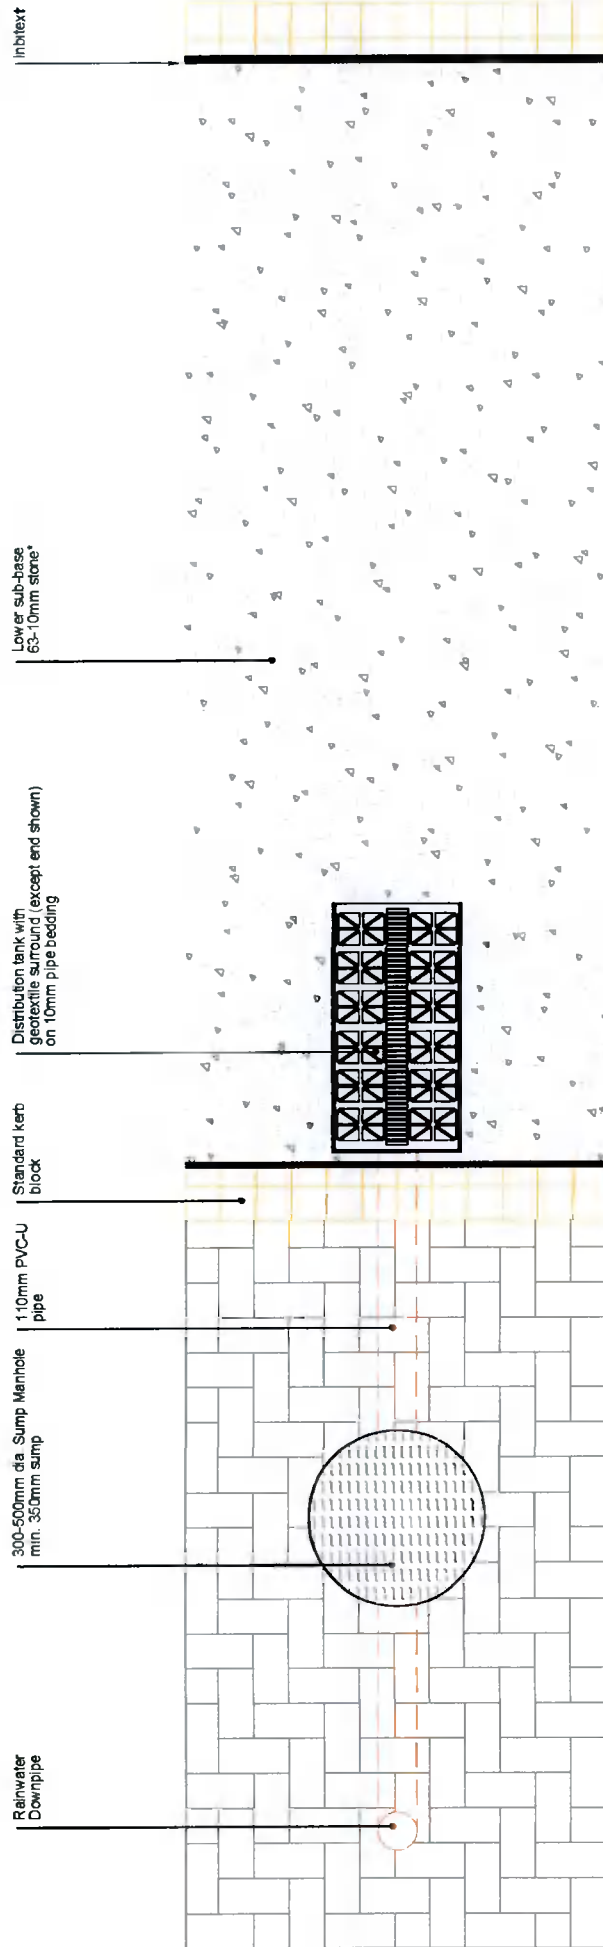 Rainwater
Downpipe
300-500mm dia Sump Manhole
min. 350mm sump
110mm PVC-U
pipe
Standard kerb
block
Distribution tank with
geotextile surround (except end shown)
on 10mm pipe bedding
Lower sub-base
63-10mm stone*
Inbitext